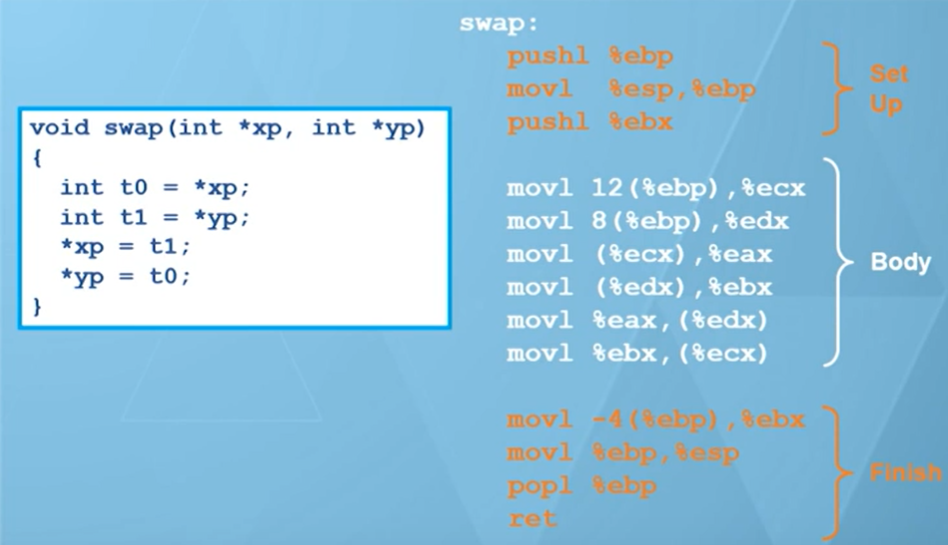 void swap(int *xp, int *yp)
{
  int t0 = *xp;
  int t1 = *yp;
  *xp = t1;
  *yp = t0;
}
swap:
pushl %ebp
movl %esp,%ebp
pushl %ebx
Set
Up
movl 12(%ebp),%ecx
movl 8(%ebp),%edx
movl (%ecx),%eax
movl (%edx),%ebx
movl %eax,(%edx)
movl %ebx,(%ecx)
Body
movl -4(%ebp),%ebx
movl %ebp,%esp
popl %ebp
ret
Finish